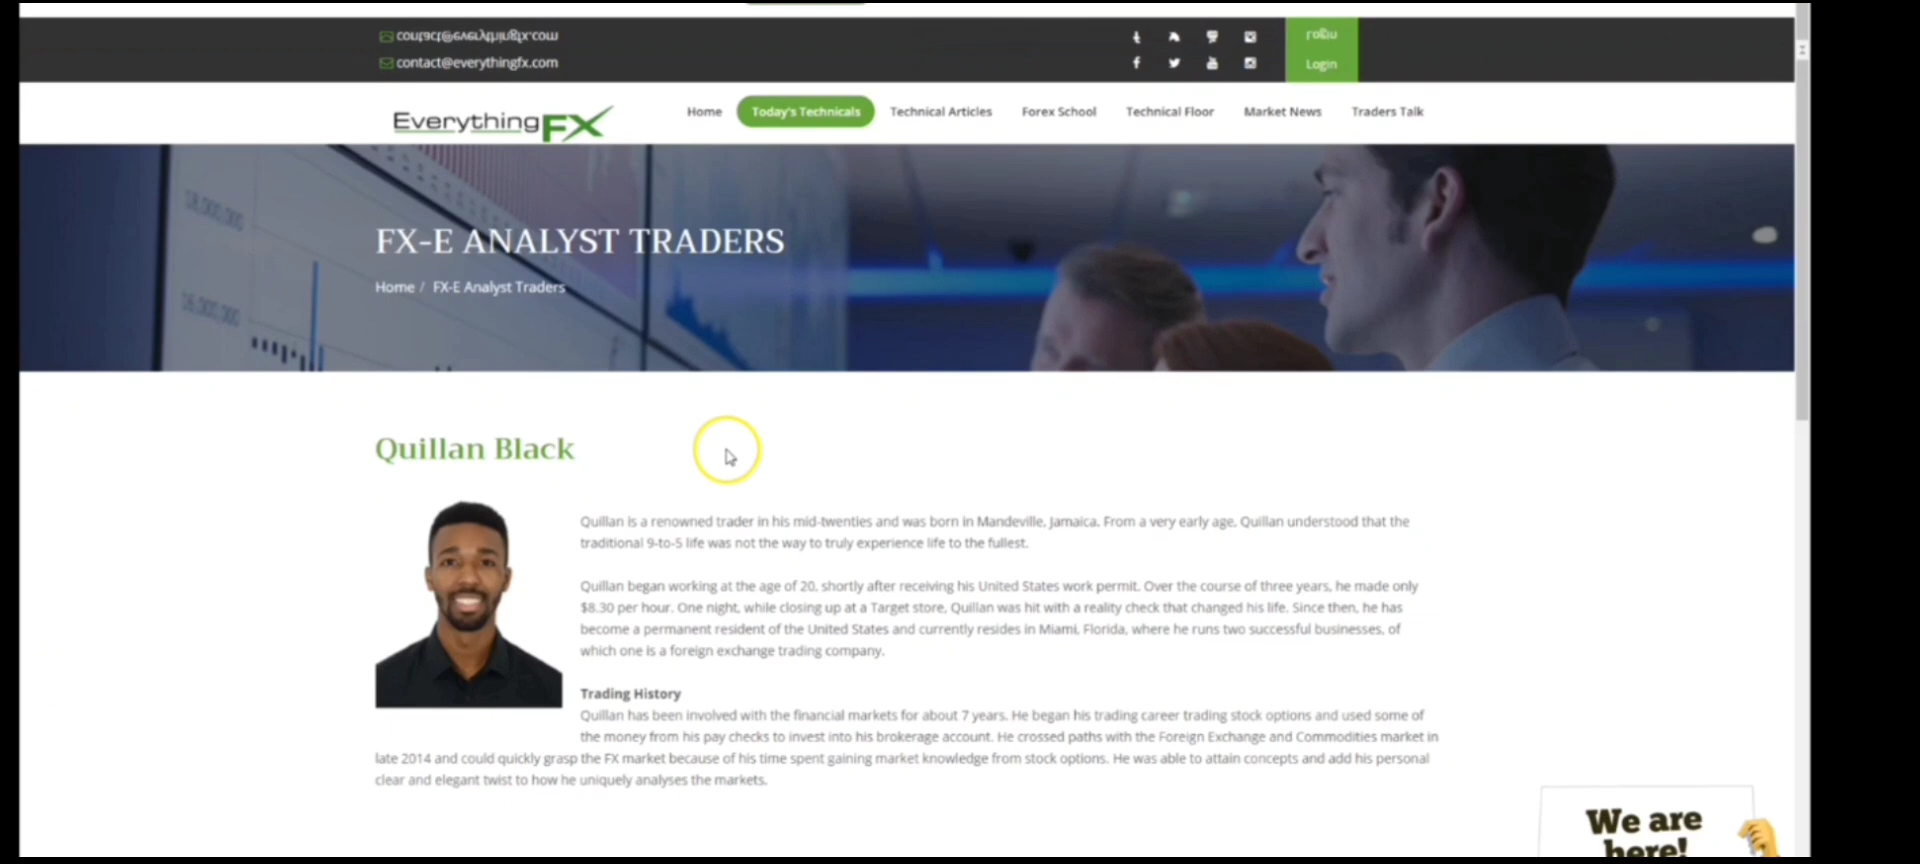 contact@everythingfx.com
contact@everythingfx.com
Login
Login
EverythingFX
Home
Today's Technicals
Technical Articles
Forex School
Technical Floor
Market News
Traders Talk
18,000,000
16,000,000
FX-E ANALYST TRADERS
Home / FX-E Analyst Traders
Quillan Black
Quillan is a renowned trader in his mid-twenties and was born in Mandeville, Jamaica. From a very early age, Quillan understood that the
traditional 9-to-5 life was not the way to truly experience life to the fullest.
Quillan began working at the age of 20, shortly after receiving his United States work permit. Over the course of three years, he made only
$8.30 per hour. One night, while closing up at a Target store, Quillan was hit with a reality check that changed his life. Since then, he has
become a permanent resident of the United States and currently resides in Miami, Florida, where he runs two successful businesses, of
which one is a foreign exchange trading company.
Trading History
Quillan has been involved with the financial markets for about 7 years. He began his trading career trading stock options and used some of
the money from his pay checks to invest into his brokerage account. He crossed paths with the Foreign Exchange and Commodities market in
late 2014 and could quickly grasp the FX market because of his time spent gaining market knowledge from stock options. He was able to attain concepts and add his personal
clear and elegant twist to how he uniquely analyses the markets.
We are
here!